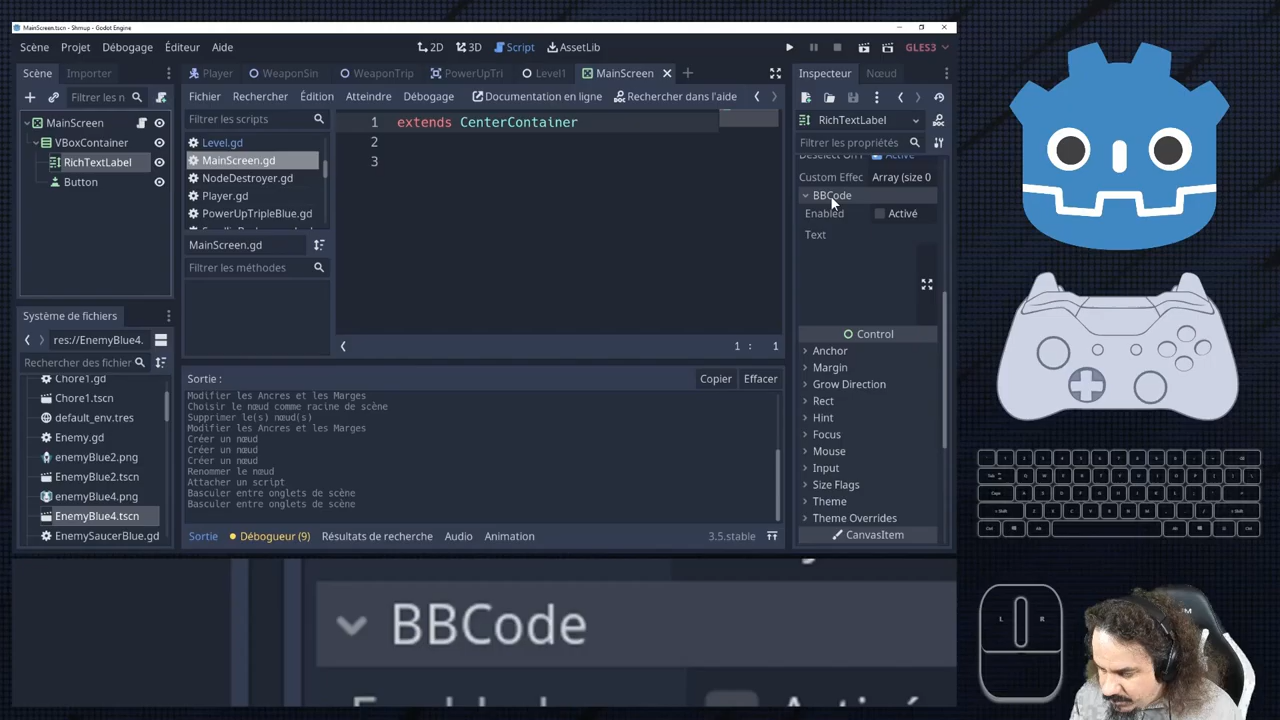 MainScreen.tscn - Shmup - Godot Engine
Scène Projet Débogage Éditeur Aide
2D 3D Script AssetLib
GLES3
Scène Importer
Player WeaponSin WeaponTrip PowerUpTri Level1 MainScreen
Inspecteur Nœud
Filtrer les n
Fichier Rechercher Édition Atteindre Débogage Documentation en ligne Rechercher dans l'aide
MainScreen
VBoxContainer
RichTextLabel
Button
Filtrer les scripts
Level.gd
MainScreen.gd
NodeDestroyer.gd
Player.gd
PowerUpTripleBlue.gd
MainScreen.gd
Filtrer les méthodes
1 extends CenterContainer
2
3
1 : 1
RichTextLabel
Filtrer les propriétés
Active
Custom Effec Array (size 0
BBCode
Enabled Activé
Text
Control
Anchor
Margin
Grow Direction
Rect
Hint
Focus
Mouse
Input
Size Flags
Theme
Theme Overrides
CanvasItem
Système de fichiers
res://EnemyBlue4.
Rechercher des fichier
Chore1.gd
Chore1.tscn
default_env.tres
Enemy.gd
enemyBlue2.png
EnemyBlue2.tscn
enemyBlue4.png
EnemyBlue4.tscn
EnemySaucerBlue.gd
Sortie : Copier Effacer
Modifier les Ancres et les Marges
Choisir le nœud comme racine de scène
Supprimer le(s) nœud(s)
Modifier les Ancres et les Marges
Créer un nœud
Créer un nœud
Créer un nœud
Renommer le nœud
Attacher un script
Basculer entre onglets de scène
Basculer entre onglets de scène
Sortie Débogueur (9) Résultats de recherche Audio Animation 3.5.stable
BBCode
L R